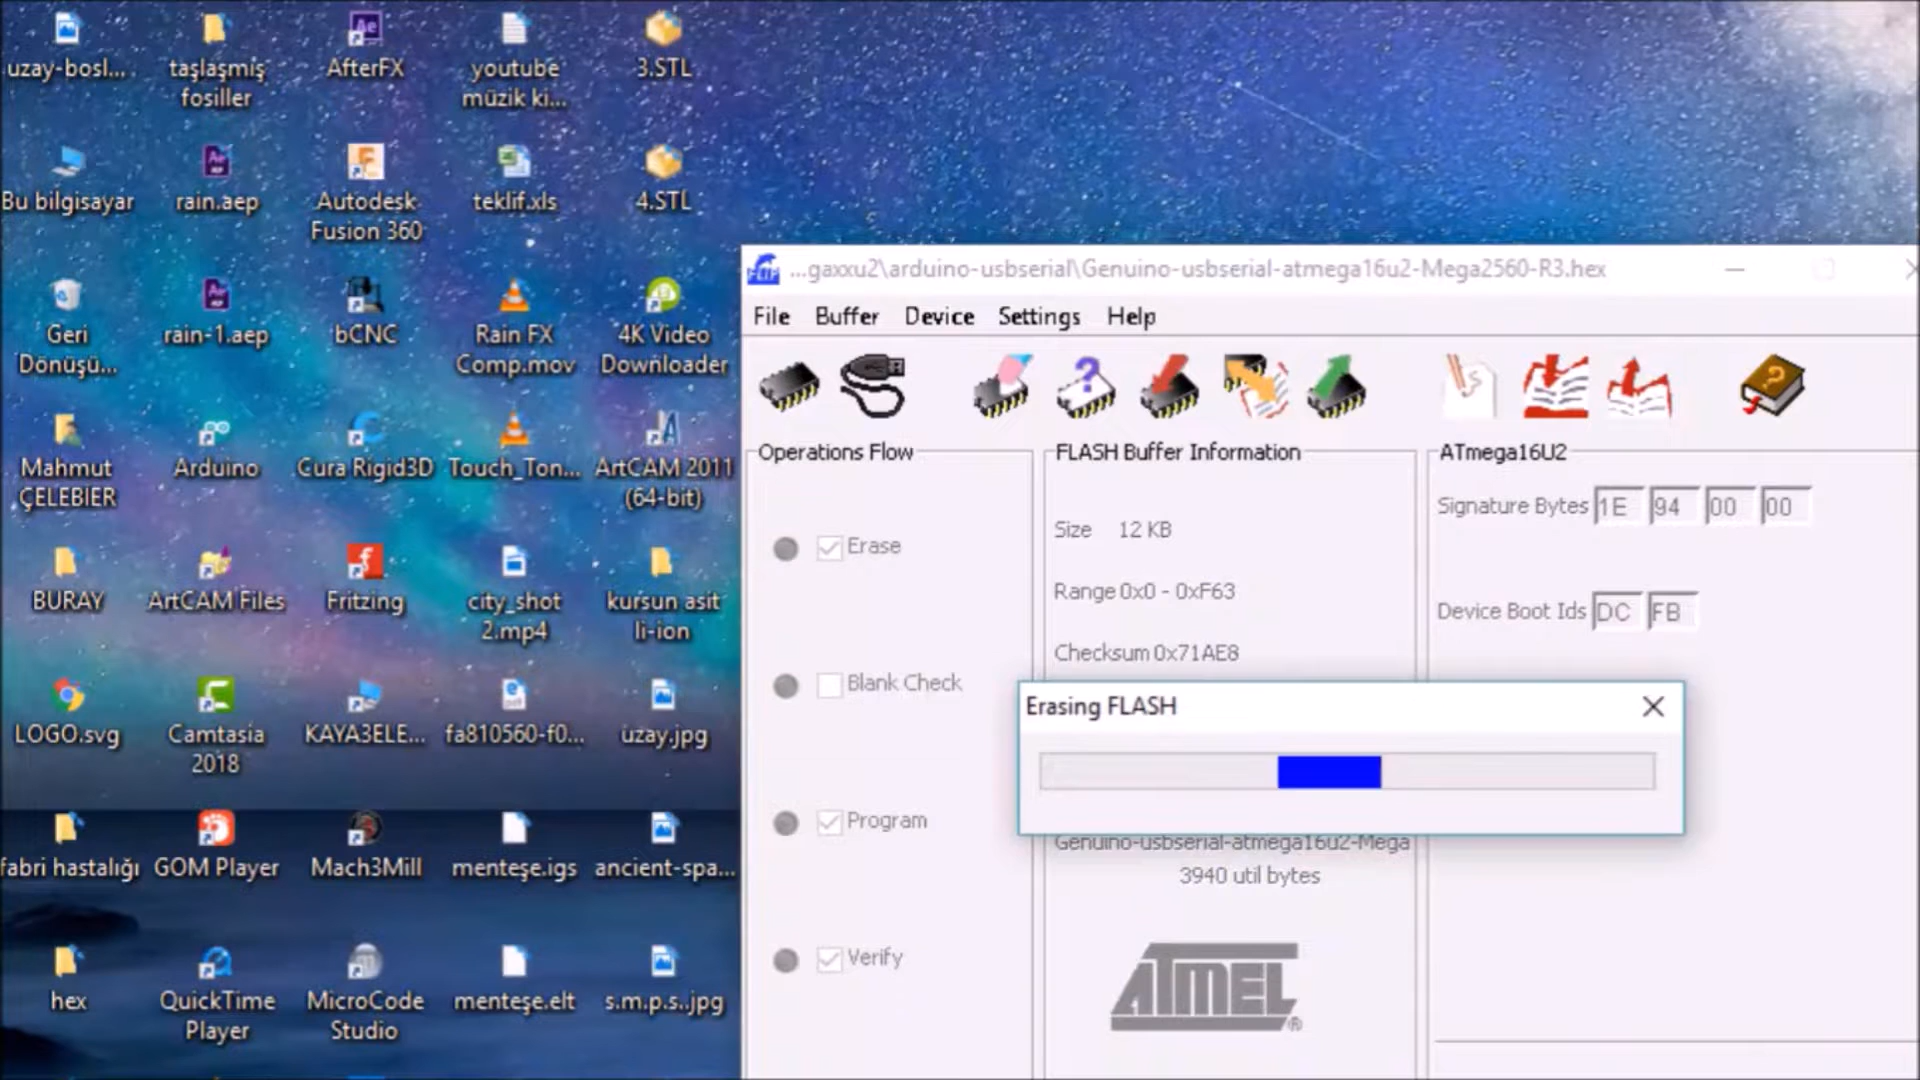 uzay-bosl...
taşlaşmiş
fosiller
AfterFX
youtube
müzik ki...
3.STL
Bu bilgisayar
rain.aep
Autodesk
Fusion 360
teklif.xls
4.STL
Geri
Dönüşü...
rain-1.aep
bCNC
Rain FX
Comp.mov
4K Video
Downloader
Mahmut
ÇELEBİER
Arduino
Cura Rigid3D
Touch_Ton...
ArtCAM 2011
(64-bit)
BURAY
ArtCAM Files
Fritzing
city_shot
2.mp4
kursun asit
li-ion
LOGO.svg
Camtasia
2018
KAYA3ELE...
fa810560-f0...
uzay.jpg
fabri hastalığı
GOM Player
Mach3Mill
menteşe.igs
ancient-spa...
hex
QuickTime
Player
MicroCode
Studio
menteşe.elt
s.m.p.s..jpg
...gaxxu2\arduino-usbserial\Genuino-usbserial-atmega16u2-Mega2560-R3.hex
File Buffer Device Settings Help
Operations Flow
Erase
Blank Check
Program
Verify
FLASH Buffer Information
Size 12 KB
Range 0x0 - 0xF63
Checksum 0x71AE8
Erasing FLASH
Genuino-usbserial-atmega16u2-Mega
3940 util bytes
ATMEL®
ATmega16U2
Signature Bytes 1E 94 00 00
Device Boot Ids DC FB